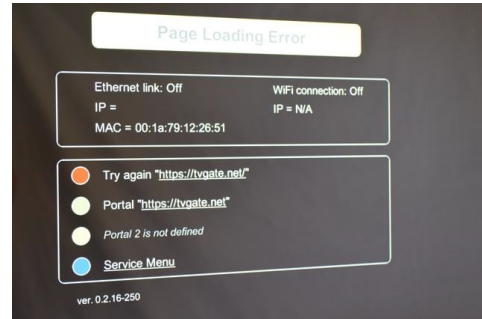 Page Loading Error
Ethernet link: Off WiFi connection: Off
IP = IP = N/A
MAC = 00:1a:79:12:26:51
Try again "https://tvgate.net/"
Portal "https://tvgate.net"
Portal 2 is not defined
Service Menu
ver. 0.2.16-250